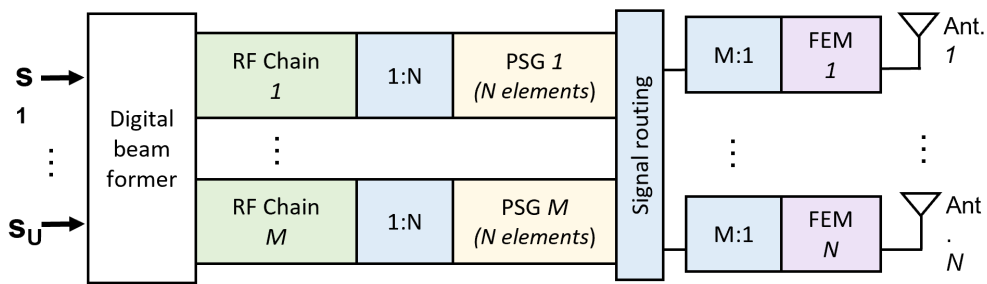 S
1
⋮
s_U
Digital
beam
former
RF Chain
1
1:N
PSG 1
(N elements)
⋮
RF Chain
M
1:N
PSG M
(N elements)
Signal routing
M:1
FEM
1
Ant.
1
⋮
⋮
M:1
FEM
N
Ant
.
N